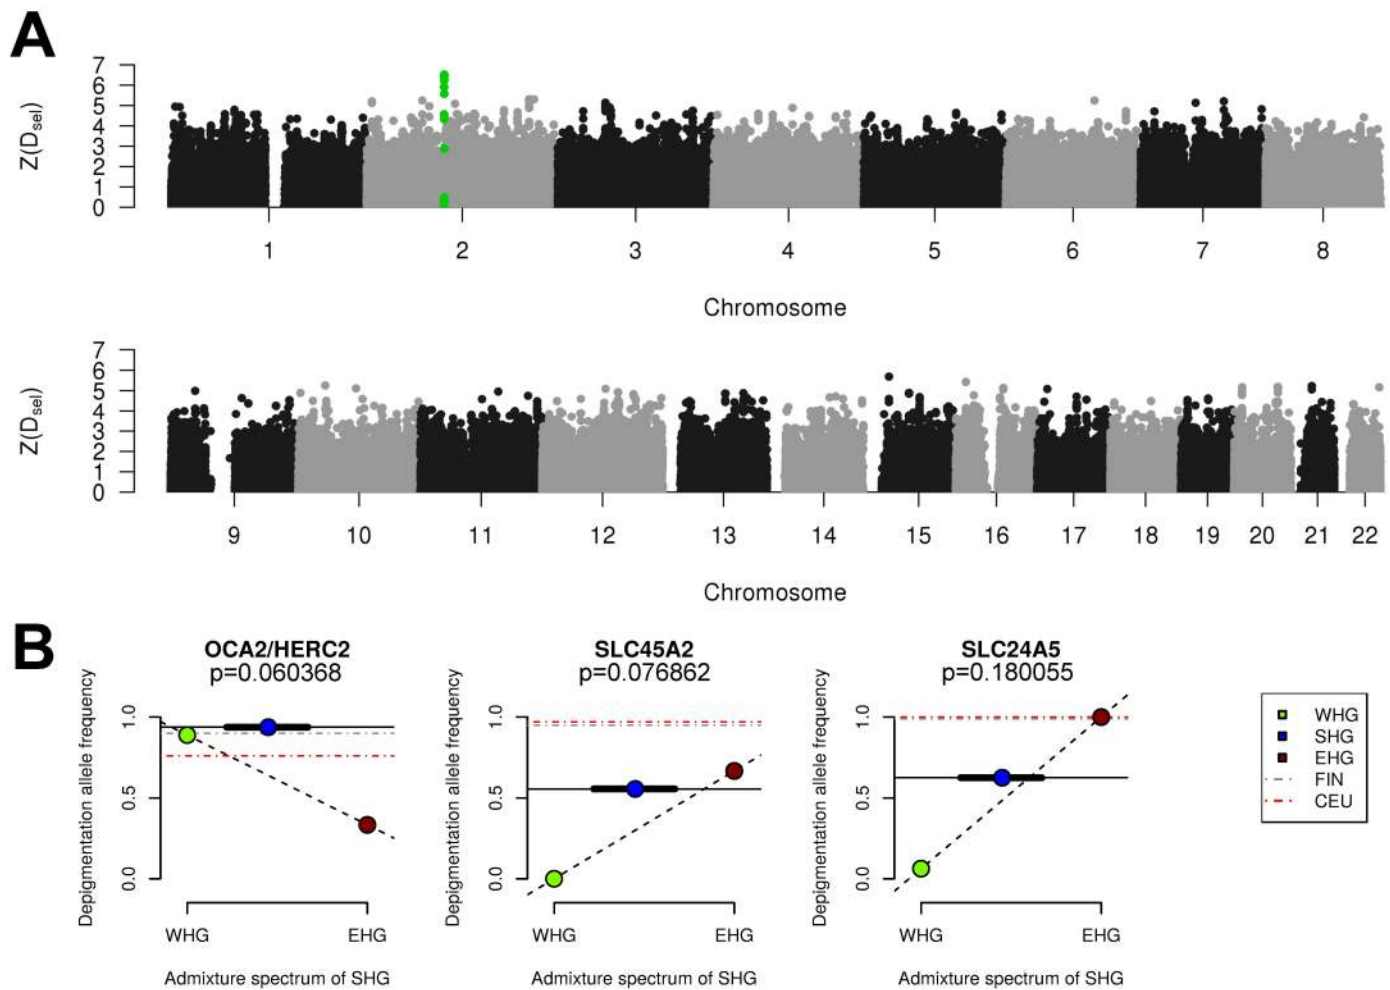 A
7
6
5
4
3
2
1
0
Z(Dsel)
1 2 3 4 5 6 7 8
Chromosome
7
6
5
4
3
2
1
0
Z(Dsel)
9 10 11 12 13 14 15 16 17 18 19 20 21 22
Chromosome
B
OCA2/HERC2
p=0.060368
Depigmentation allele frequency
1.0
0.5
0.0
WHG EHG
Admixture spectrum of SHG
SLC45A2
p=0.076862
Depigmentation allele frequency
1.0
0.5
0.0
WHG EHG
Admixture spectrum of SHG
SLC24A5
p=0.180055
Depigmentation allele frequency
1.0
0.5
0.0
WHG EHG
Admixture spectrum of SHG
WHG
SHG
EHG
FIN
CEU